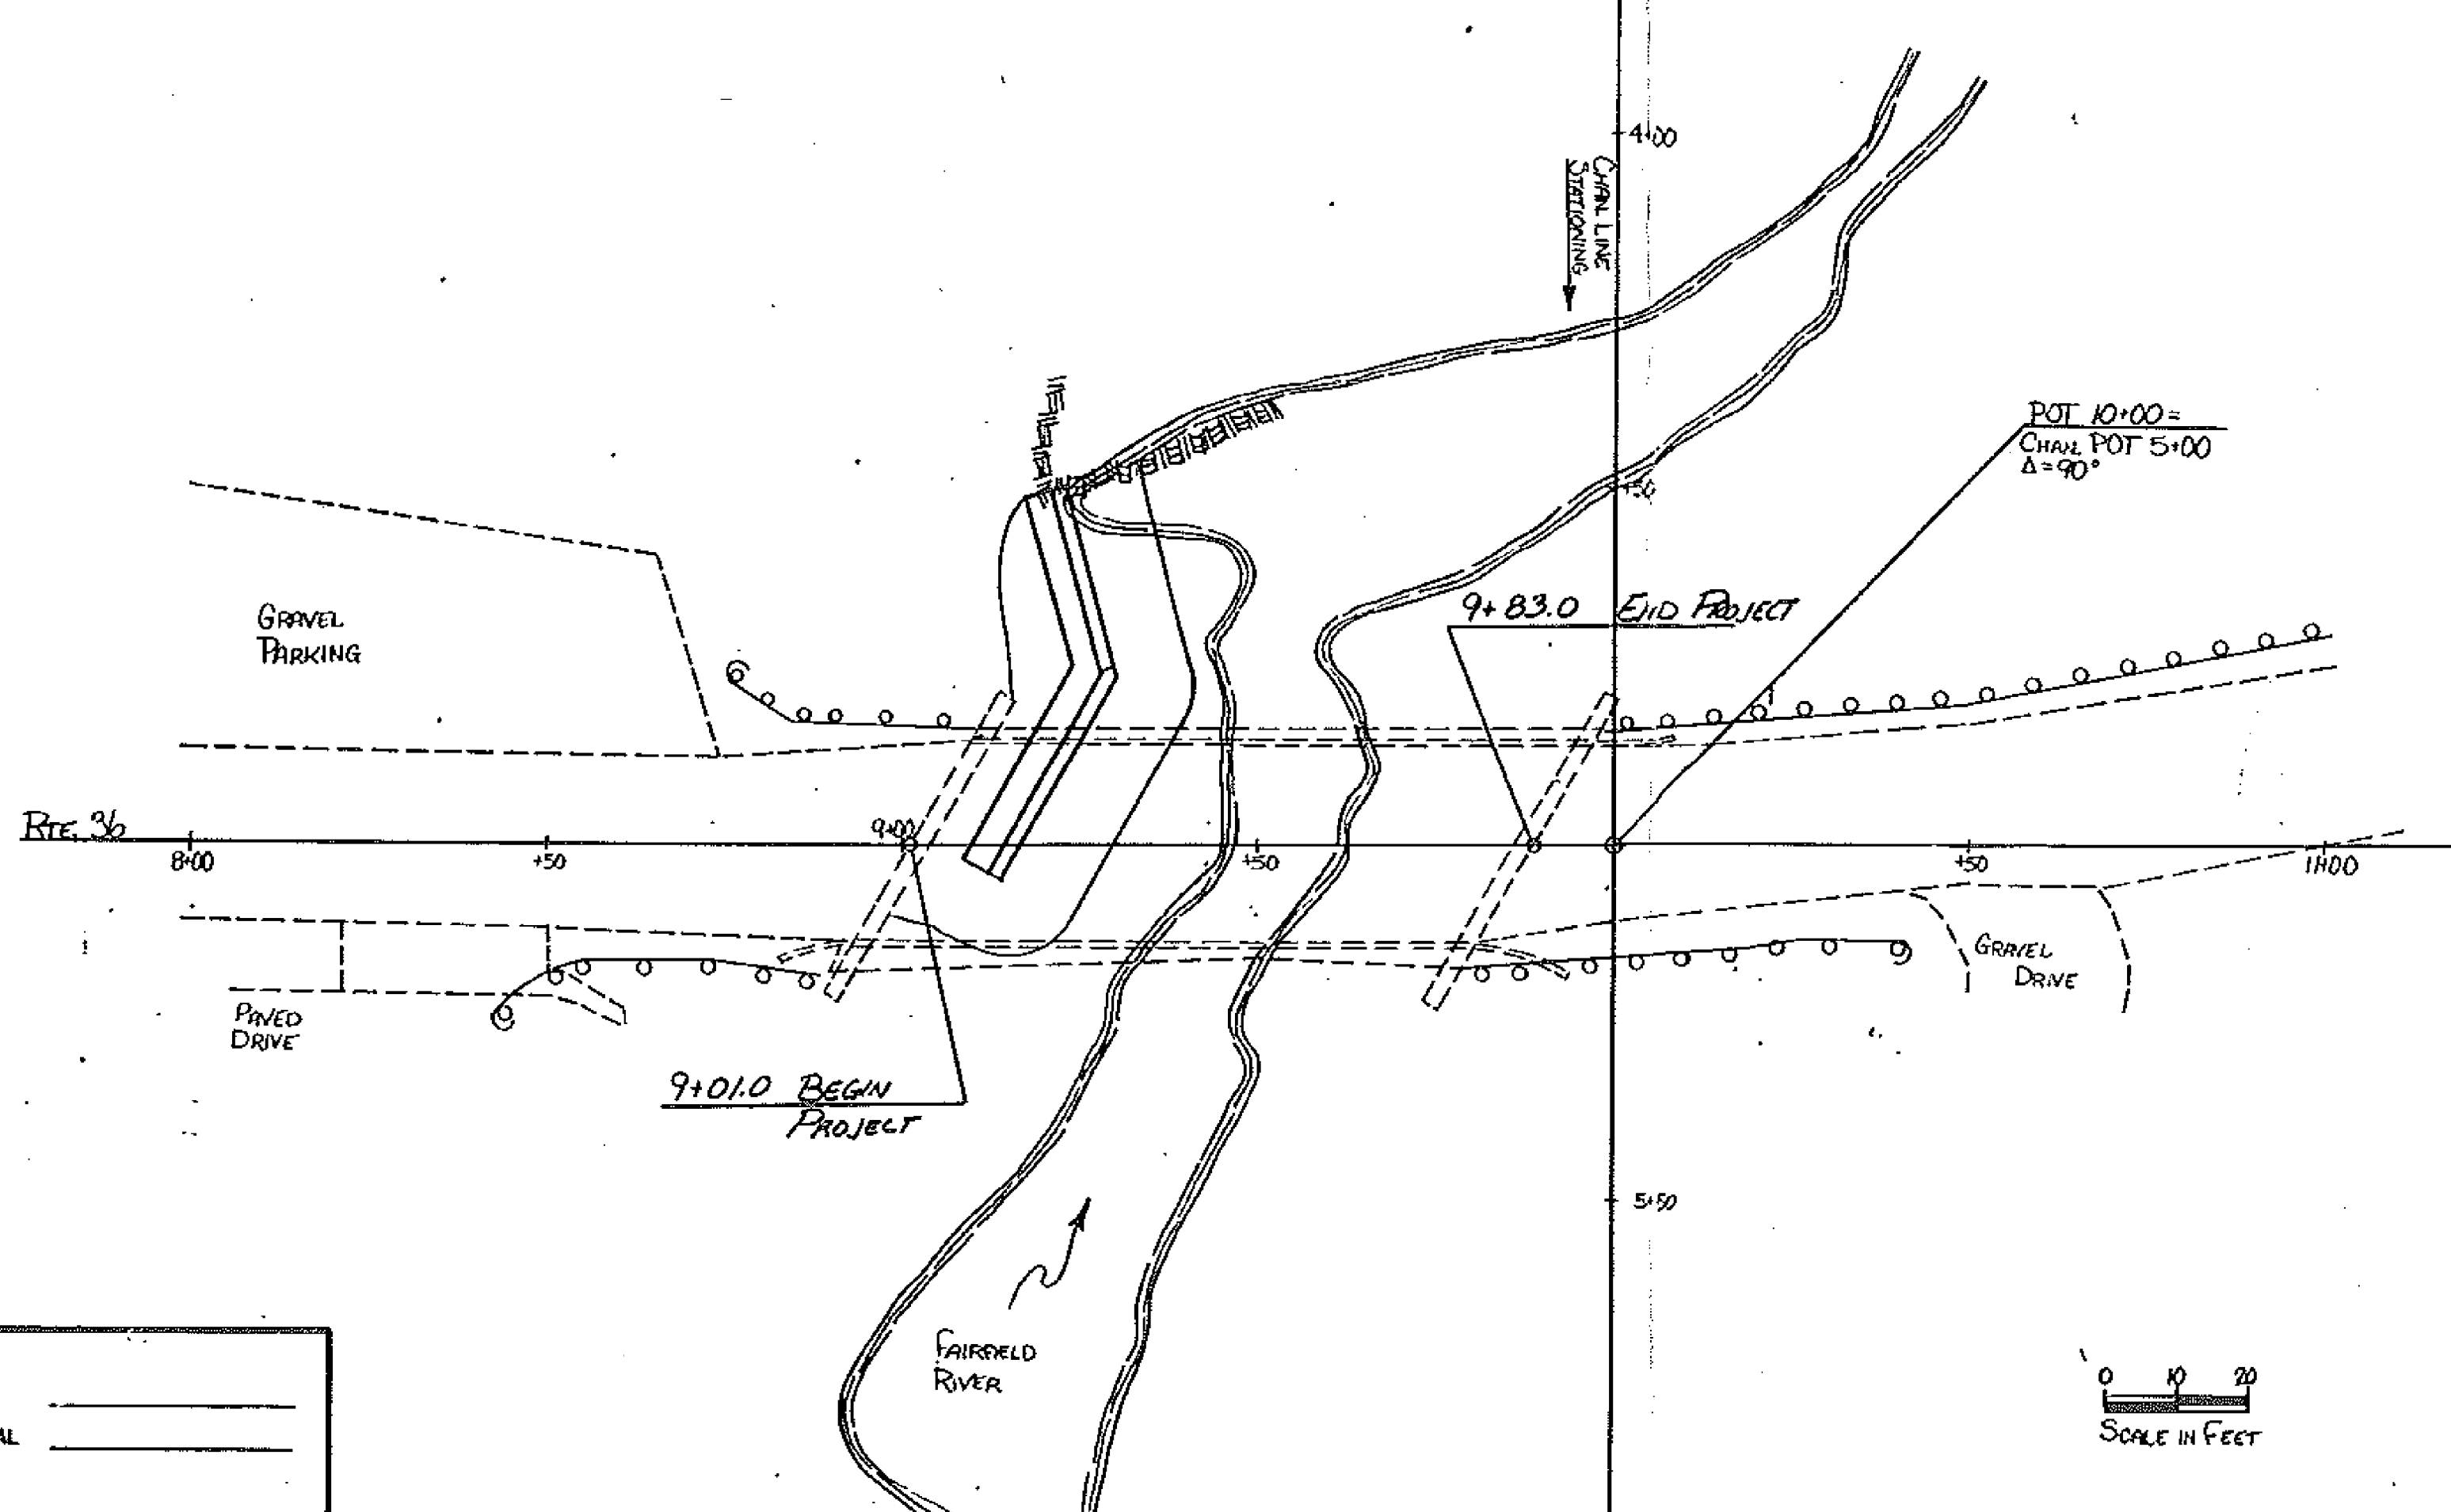 4+00
CHAN. LINE
STATIONING
POT 10+00=
CHAN. POT 5+00
Δ=90°
+50
9+83.0 END PROJECT
GRAVEL
PARKING
RTE. 36
8+00
+50
9+00
+50
+50
11+00
GRAVEL
DRIVE
PAVED
DRIVE
9+01.0 BEGIN
PROJECT
5+50
FAIRFIELD
RIVER
0 10 20
SCALE IN FEET